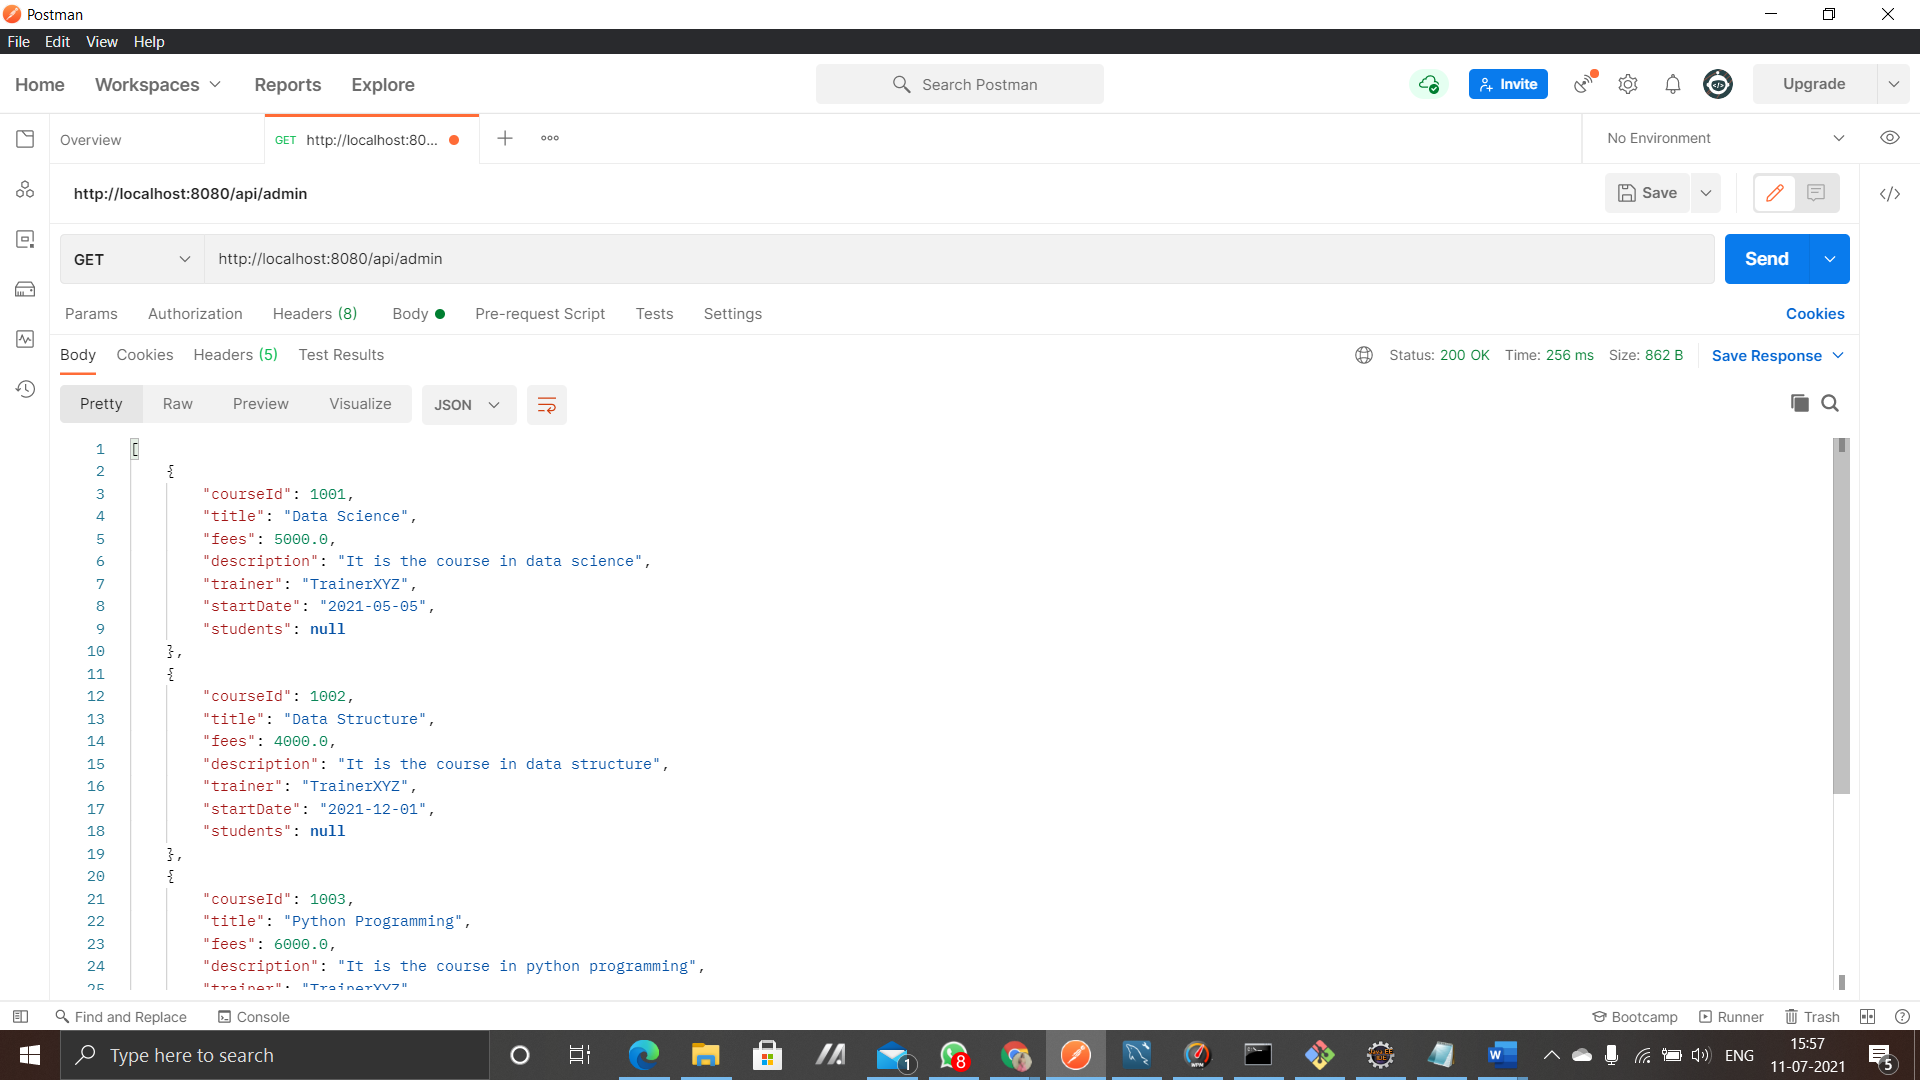 Postman
File Edit View Help
Home Workspaces Reports Explore Search Postman Invite Upgrade
Overview GET http://localhost:80... No Environment
http://localhost:8080/api/admin Save
GET http://localhost:8080/api/admin Send
Params Authorization Headers (8) Body Pre-request Script Tests Settings Cookies
Body Cookies Headers (5) Test Results Status: 200 OK Time: 256 ms Size: 862 B Save Response
Pretty Raw Preview Visualize JSON
1 [
2 {
3 "courseId": 1001,
4 "title": "Data Science",
5 "fees": 5000.0,
6 "description": "It is the course in data science",
7 "trainer": "TrainerXYZ",
8 "startDate": "2021-05-05",
9 "students": null
10 },
11 {
12 "courseId": 1002,
13 "title": "Data Structure",
14 "fees": 4000.0,
15 "description": "It is the course in data structure",
16 "trainer": "TrainerXYZ",
17 "startDate": "2021-12-01",
18 "students": null
19 },
20 {
21 "courseId": 1003,
22 "title": "Python Programming",
23 "fees": 6000.0,
24 "description": "It is the course in python programming",
25 "trainer": "TrainerXYZ"
Find and Replace Console Bootcamp Runner Trash
Type here to search 1 8 ENG 15:57
11-07-2021 5